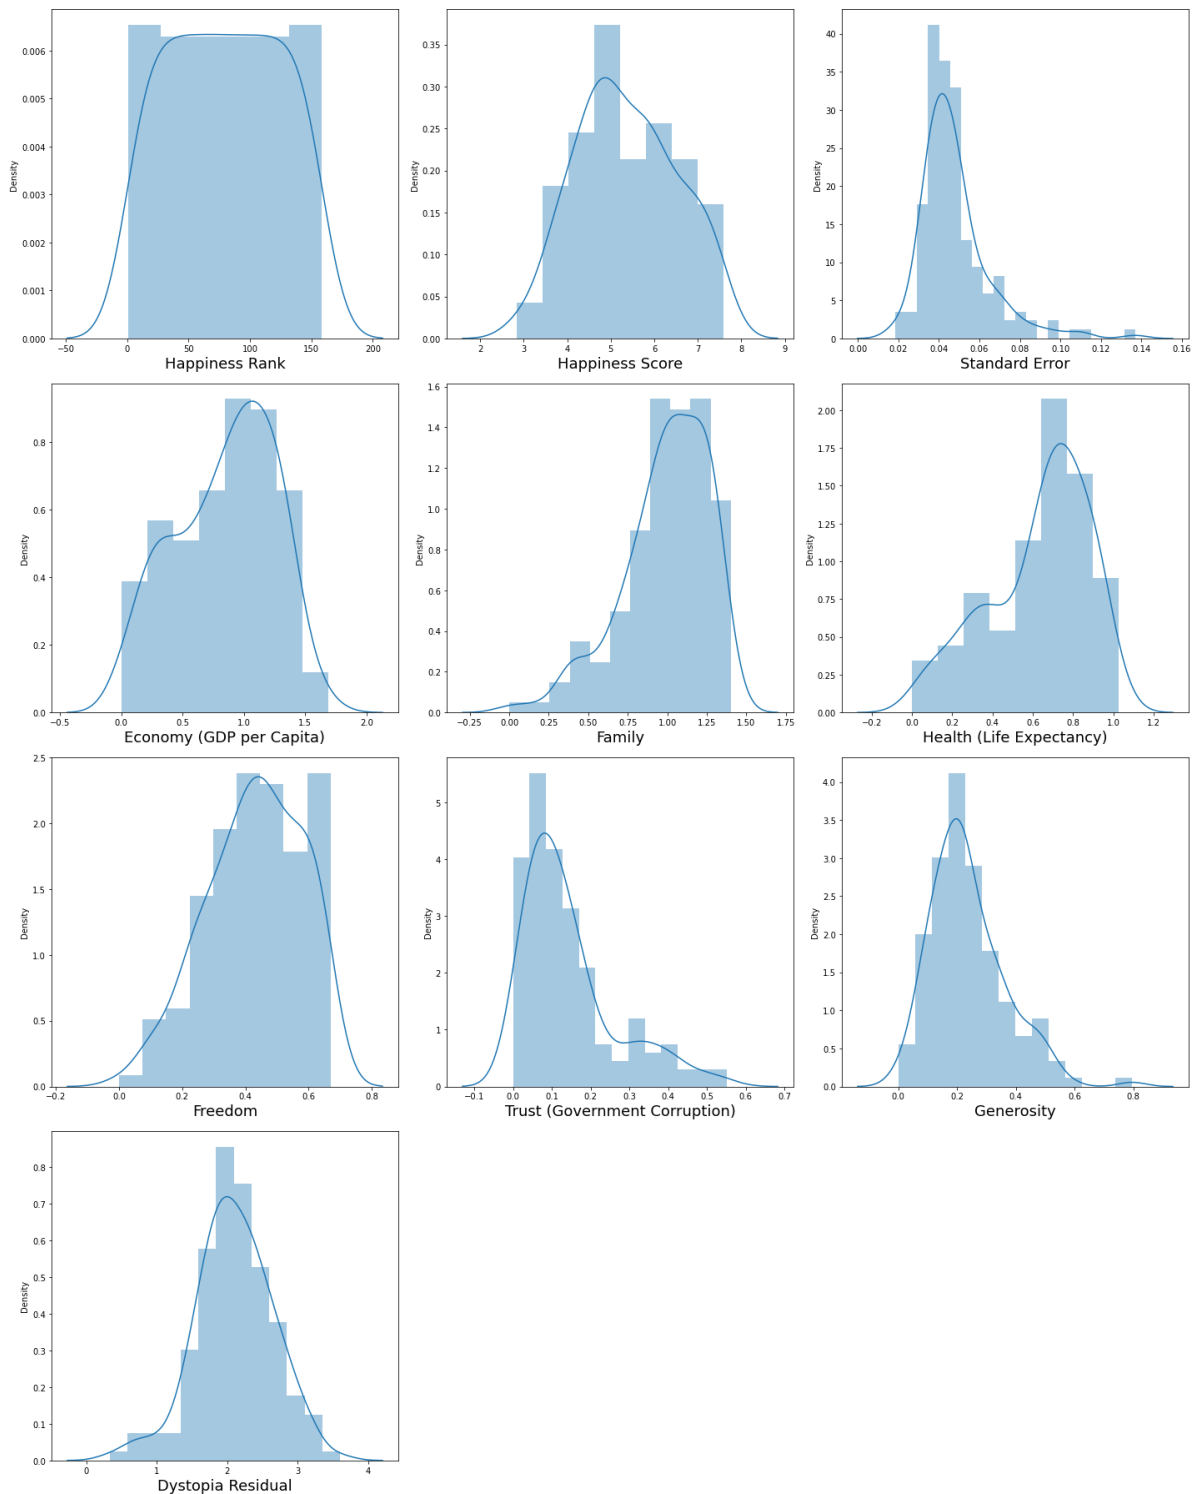 Density
0.000
0.001
0.002
0.003
0.004
0.005
0.006
−50 0 50 100 150 200
Happiness Rank
Density
0.00
0.05
0.10
0.15
0.20
0.25
0.30
0.35
2 3 4 5 6 7 8 9
Happiness Score
Density
0
5
10
15
20
25
30
35
40
0.00 0.02 0.04 0.06 0.08 0.10 0.12 0.14 0.16
Standard Error
Density
0.0
0.2
0.4
0.6
0.8
−0.5 0.0 0.5 1.0 1.5 2.0
Economy (GDP per Capita)
Density
0.0
0.2
0.4
0.6
0.8
1.0
1.2
1.4
1.6
−0.25 0.00 0.25 0.50 0.75 1.00 1.25 1.50 1.75
Family
Density
0.00
0.25
0.50
0.75
1.00
1.25
1.50
1.75
2.00
−0.2 0.0 0.2 0.4 0.6 0.8 1.0 1.2
Health (Life Expectancy)
Density
0.0
0.5
1.0
1.5
2.0
2.5
−0.2 0.0 0.2 0.4 0.6 0.8
Freedom
Density
0
1
2
3
4
5
−0.1 0.0 0.1 0.2 0.3 0.4 0.5 0.6 0.7
Trust (Government Corruption)
Density
0.0
0.5
1.0
1.5
2.0
2.5
3.0
3.5
4.0
0.0 0.2 0.4 0.6 0.8
Generosity
Density
0.0
0.1
0.2
0.3
0.4
0.5
0.6
0.7
0.8
0 1 2 3 4
Dystopia Residual